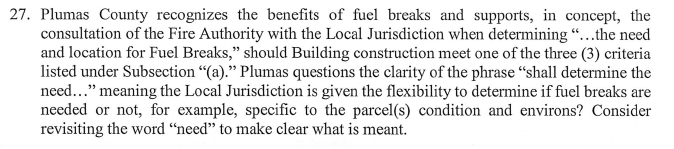 27. Plumas County recognizes the benefits of fuel breaks and supports, in concept, the
consultation of the Fire Authority with the Local Jurisdiction when determining “…the need
and location for Fuel Breaks,” should Building construction meet one of the three (3) criteria
listed under Subsection “(a).” Plumas questions the clarity of the phrase “shall determine the
need…” meaning the Local Jurisdiction is given the flexibility to determine if fuel breaks are
needed or not, for example, specific to the parcel(s) condition and environs? Consider
revisiting the word “need” to make clear what is meant.